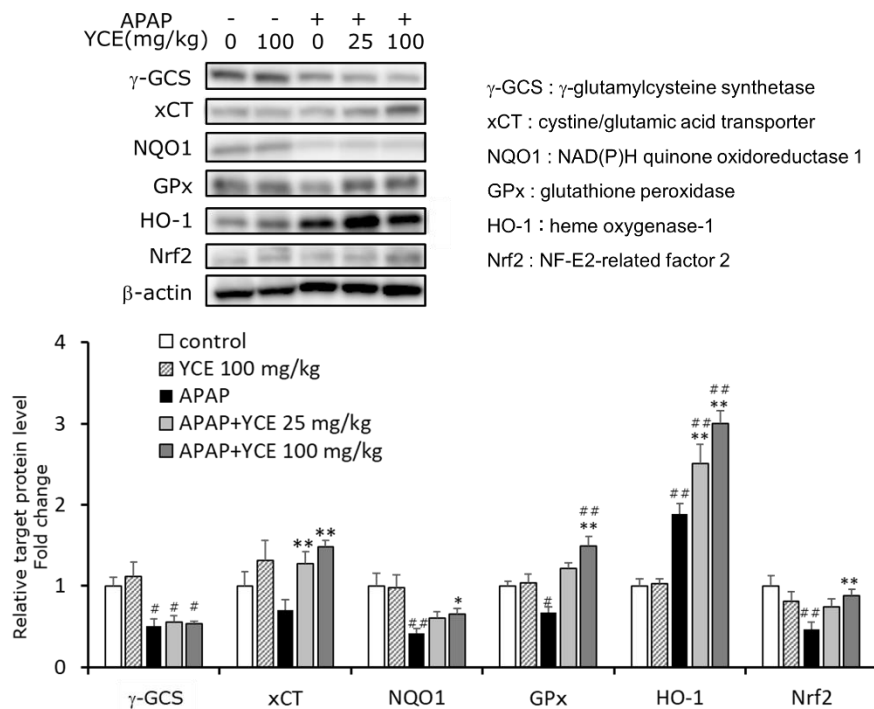 APAP - - + + +
YCE(mg/kg) 0 100 0 25 100
γ-GCS
xCT
NQO1
GPx
HO-1
Nrf2
β-actin
γ-GCS : γ-glutamylcysteine synthetase
xCT : cystine/glutamic acid transporter
NQO1 : NAD(P)H quinone oxidoreductase 1
GPx : glutathione peroxidase
HO-1 : heme oxygenase-1
Nrf2 : NF-E2-related factor 2
Relative target protein level
Fold change
4
3
2
1
0
control
YCE 100 mg/kg
APAP
APAP+YCE 25 mg/kg
APAP+YCE 100 mg/kg
# # #
** **
## *
# ## **
## ## ** ## **
## **
γ-GCS xCT NQO1 GPx HO-1 Nrf2